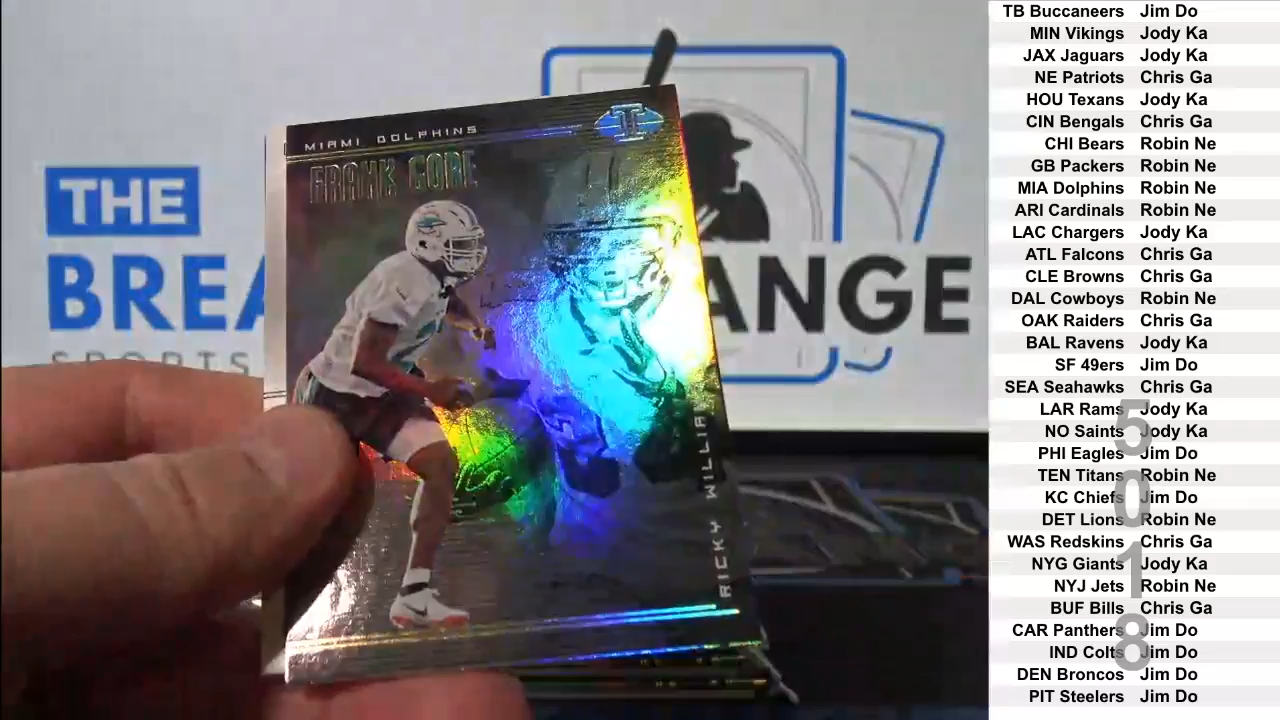 THE
BREA
ANGE
SPORTS
MIAMI DOLPHINS
FRANK GORE
RICKY WILLIA
TB Buccaneers Jim Do
MIN Vikings Jody Ka
JAX Jaguars Jody Ka
NE Patriots Chris Ga
HOU Texans Jody Ka
CIN Bengals Chris Ga
CHI Bears Robin Ne
GB Packers Robin Ne
MIA Dolphins Robin Ne
ARI Cardinals Robin Ne
LAC Chargers Jody Ka
ATL Falcons Chris Ga
CLE Browns Chris Ga
DAL Cowboys Robin Ne
OAK Raiders Chris Ga
BAL Ravens Jody Ka
SF 49ers Jim Do
SEA Seahawks Chris Ga
LAR Rams Jody Ka
NO Saints Jody Ka
PHI Eagles Jim Do
TEN Titans Robin Ne
KC Chiefs Jim Do
DET Lions Robin Ne
WAS Redskins Chris Ga
NYG Giants Jody Ka
NYJ Jets Robin Ne
BUF Bills Chris Ga
CAR Panthers Jim Do
IND Colts Jim Do
DEN Broncos Jim Do
PIT Steelers Jim Do
5018